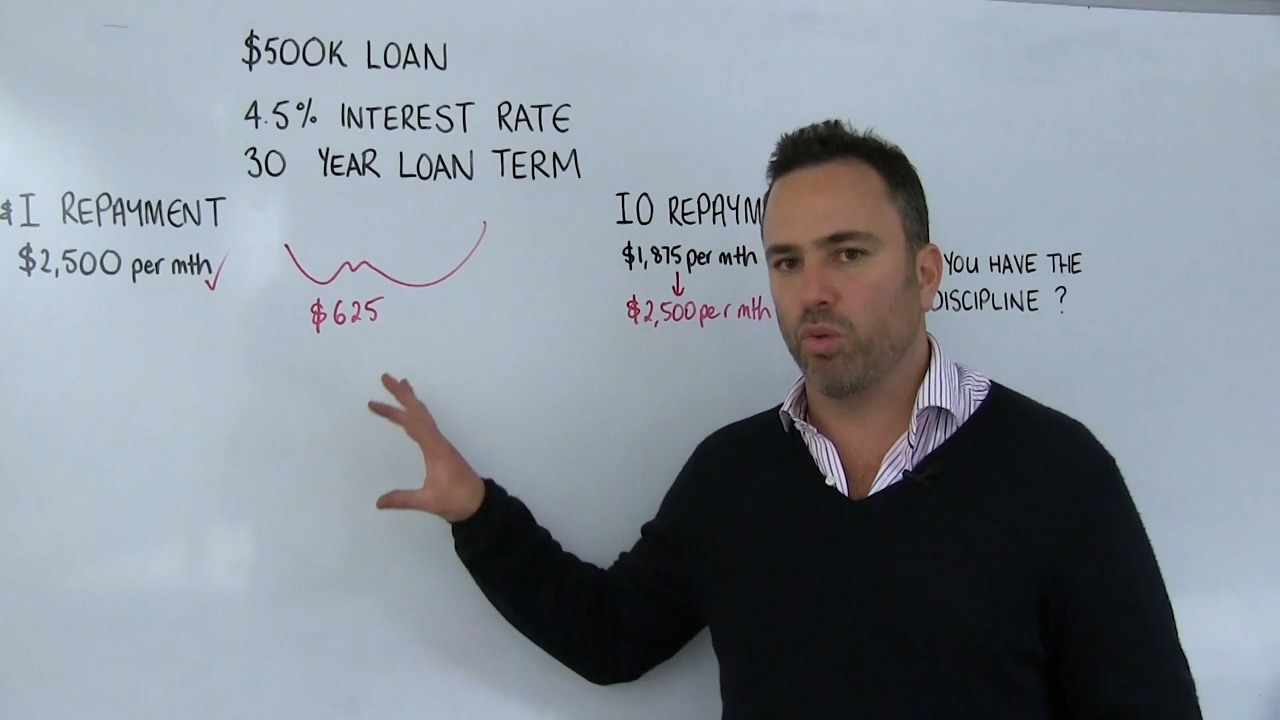 $500K LOAN
4.5% INTEREST RATE
30 YEAR LOAN TERM
&I REPAYMENT
$2,500 per mth
$625
IO REPAYM
$1,875 per mth
$2,500 per mth
YOU HAVE THE
DISCIPLINE ?